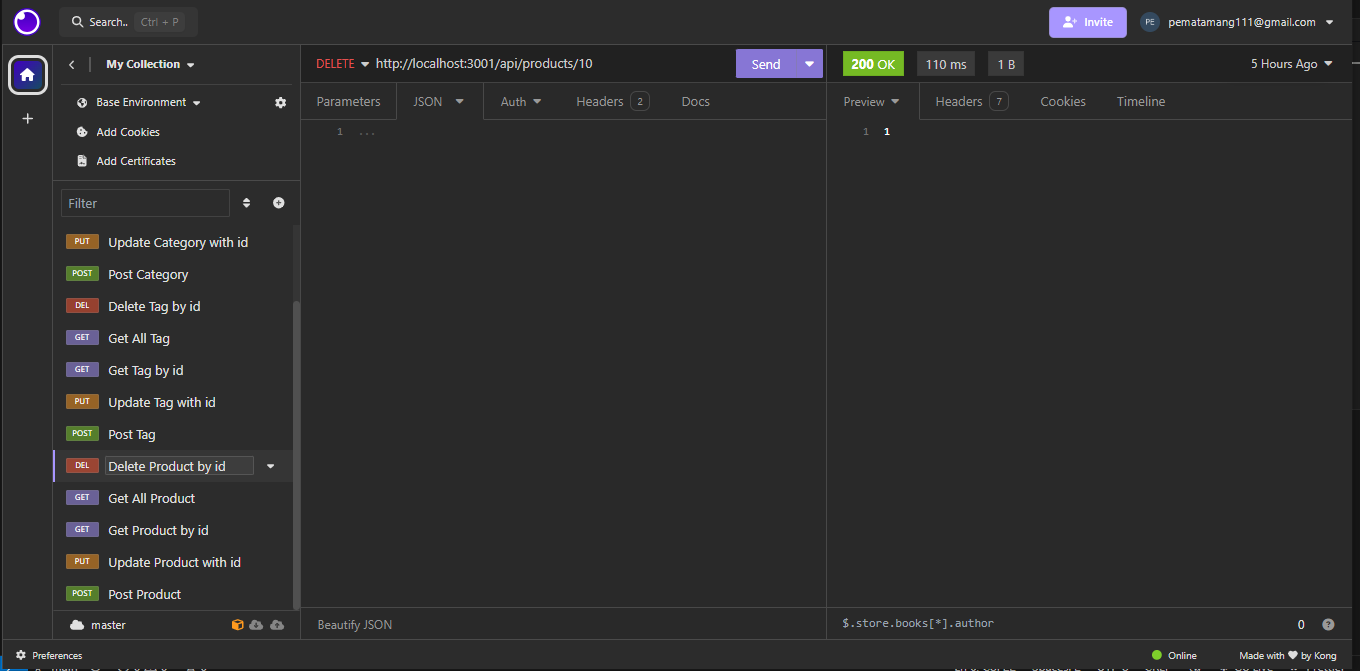 Search.. Ctrl + P
Invite
PE pematamang111@gmail.com
My Collection
DELETE http://localhost:3001/api/products/10
Send
200 OK 110 ms 1 B
5 Hours Ago
Base Environment
Add Cookies
Add Certificates
Parameters JSON Auth Headers 2 Docs
Preview Headers 7 Cookies Timeline
1 ...
1 1
Filter
PUT Update Category with id
POST Post Category
DEL Delete Tag by id
GET Get All Tag
GET Get Tag by id
PUT Update Tag with id
POST Post Tag
DEL Delete Product by id
GET Get All Product
GET Get Product by id
PUT Update Product with id
POST Post Product
master
Beautify JSON
$.store.books[*].author
0 ?
Preferences
Online
Made with ❤ by Kong